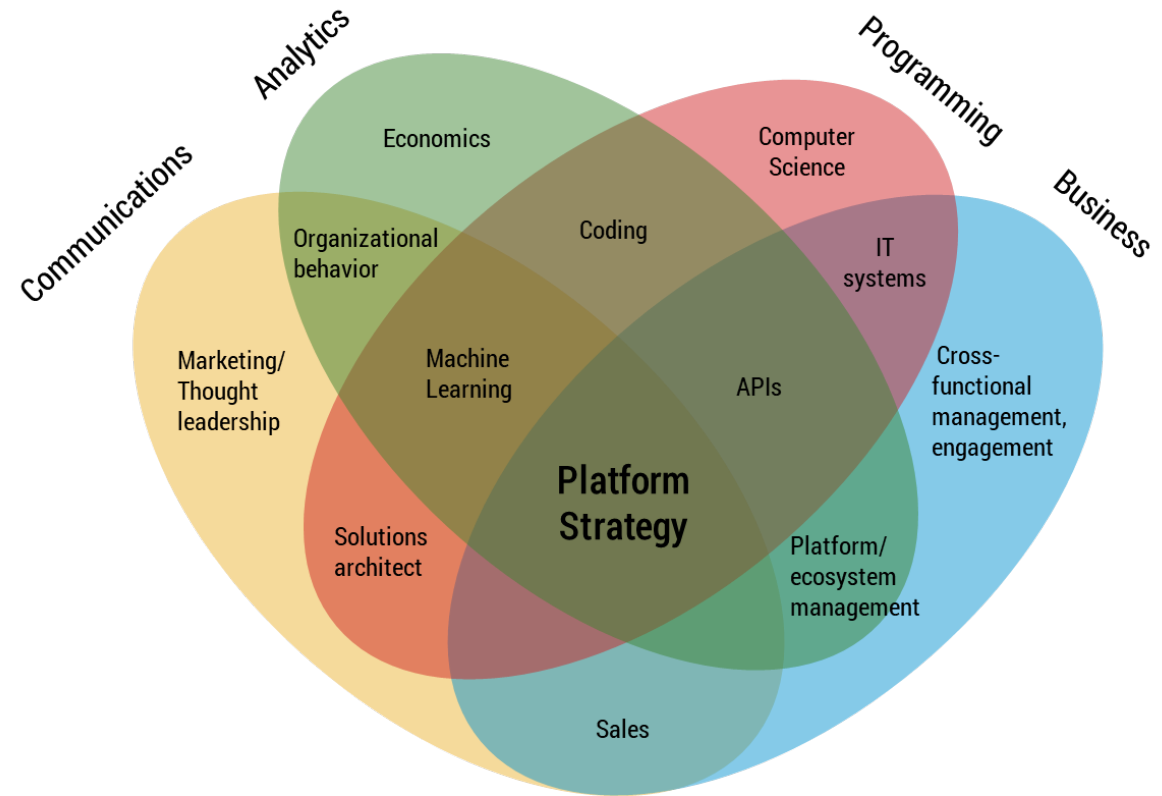 Communications
Analytics
Programming
Business
Economics
Computer
Science
Organizational
behavior
Coding
IT
systems
Marketing/
Thought
leadership
Machine
Learning
APIs
Cross-
functional
management,
engagement
Platform
Strategy
Solutions
architect
Platform/
ecosystem
management
Sales